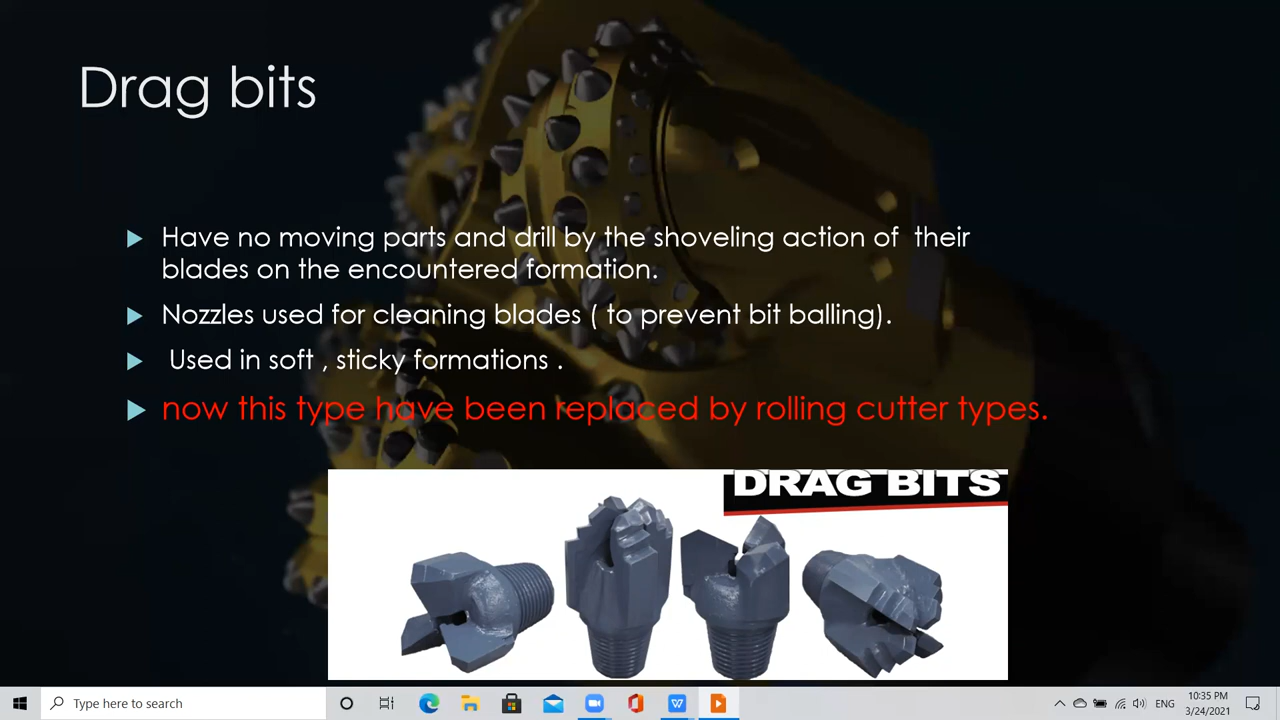 Drag bits
Have no moving parts and drill by the shoveling action of their
blades on the encountered formation.
Nozzles used for cleaning blades ( to prevent bit balling).
Used in soft , sticky formations .
now this type have been replaced by rolling cutter types.
DRAG BITS
Type here to search
ENG
10:35 PM
3/24/2021